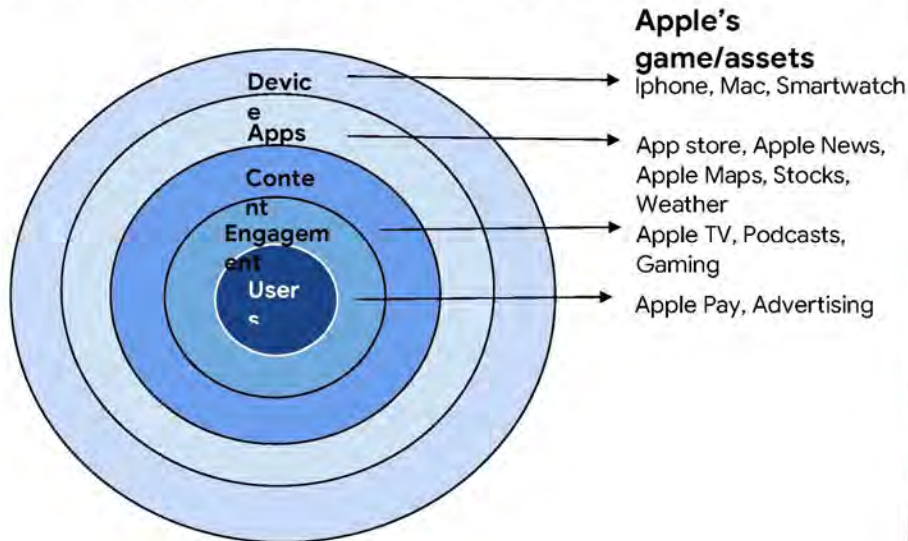 Apple's
game/assets
Iphone, Mac, Smartwatch
App store, Apple News,
Apple Maps, Stocks,
Weather
Apple TV, Podcasts,
Gaming
Apple Pay, Advertising
Devic
e
Apps
Conte
nt
Engagem
ent
User
s